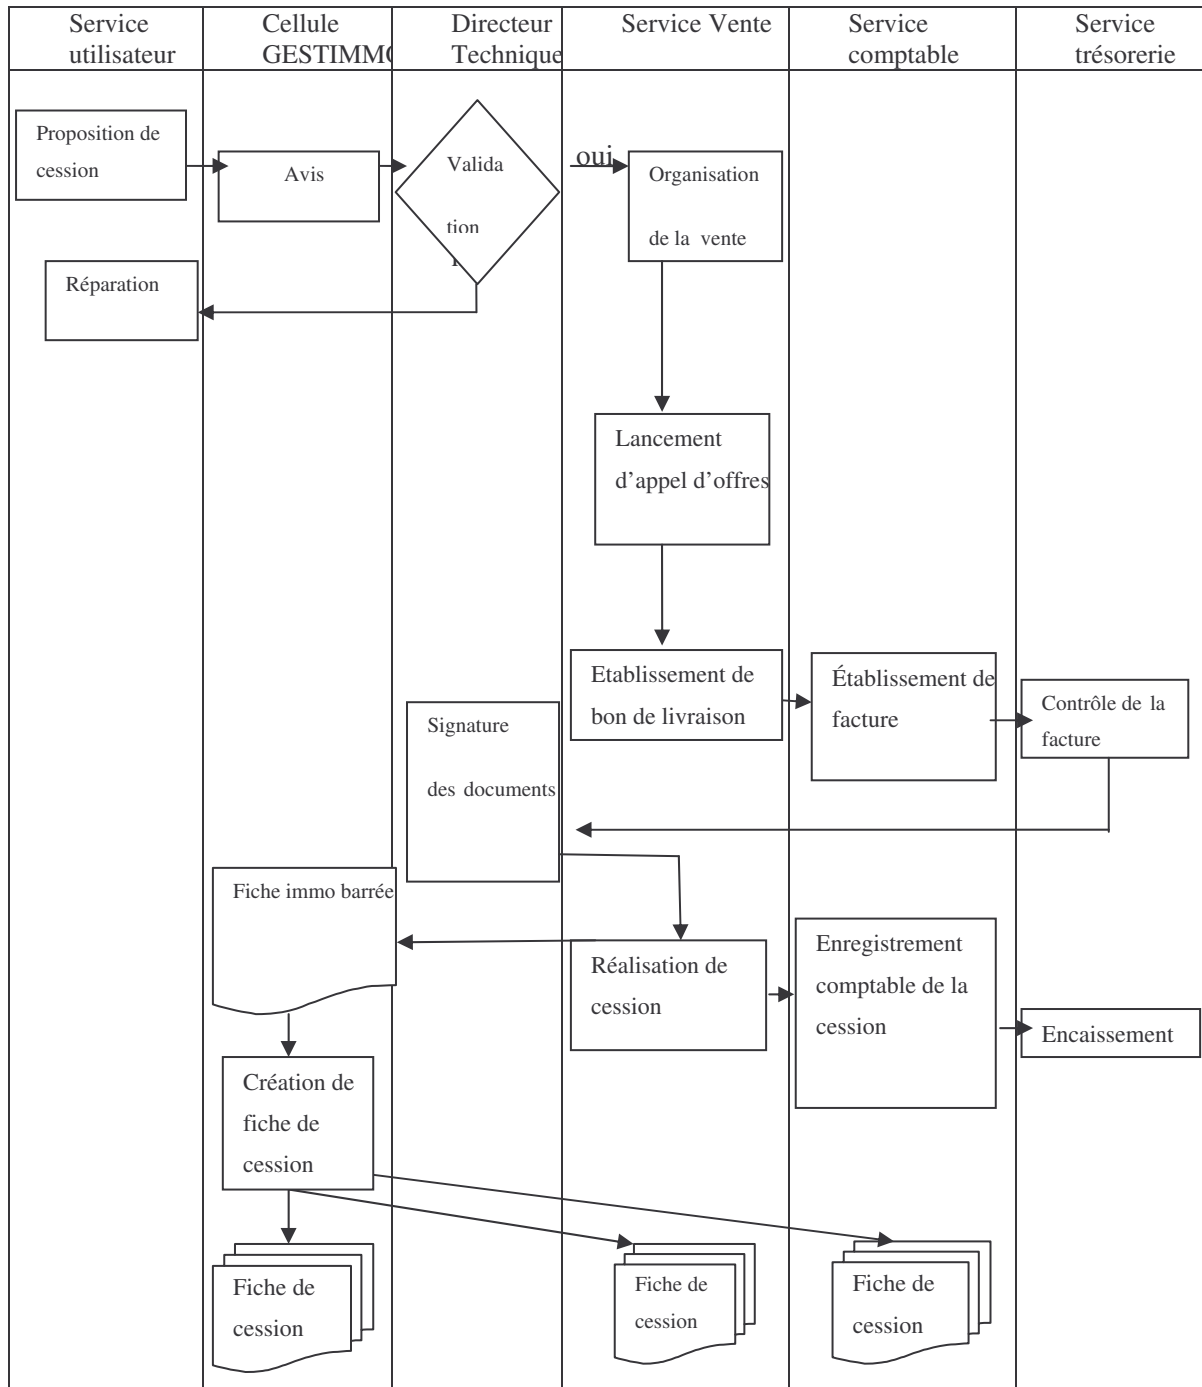 Service
utilisateur
Cellule
GESTIMMO
Directeur
Technique
Service Vente
Service
comptable
Service
trésorerie
Proposition de
cession
Avis
Valida
tion
oui
Organisation
de la vente
Réparation
Lancement
d’appel d’offres
Etablissement de
bon de livraison
Établissement de
facture
Contrôle de la
facture
Signature
des documents
Fiche immo barrée
Réalisation de
cession
Enregistrement
comptable de la
cession
Encaissement
Création de
fiche de
cession
Fiche de
cession
Fiche de
cession
Fiche de
cession